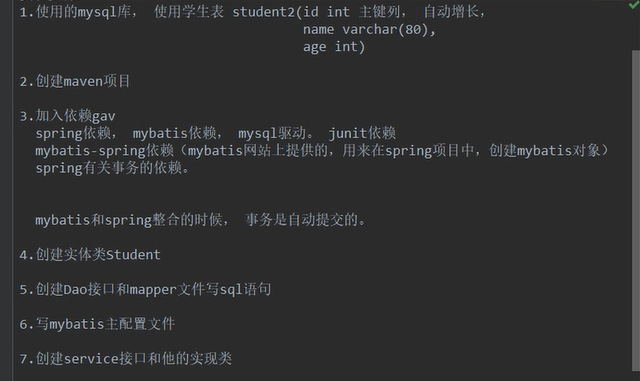 1.使用的mysql库， 使用学生表 student2(id int 主键列， 自动增长，
name varchar(80),
age int)
2.创建maven项目
3.加入依赖gav
spring依赖， mybatis依赖， mysql驱动。 junit依赖
mybatis-spring依赖（mybatis网站上提供的，用来在spring项目中，创建mybatis对象）
spring有关事务的依赖。
mybatis和spring整合的时候， 事务是自动提交的。
4.创建实体类Student
5.创建Dao接口和mapper文件写sql语句
6.写mybatis主配置文件
7.创建service接口和他的实现类